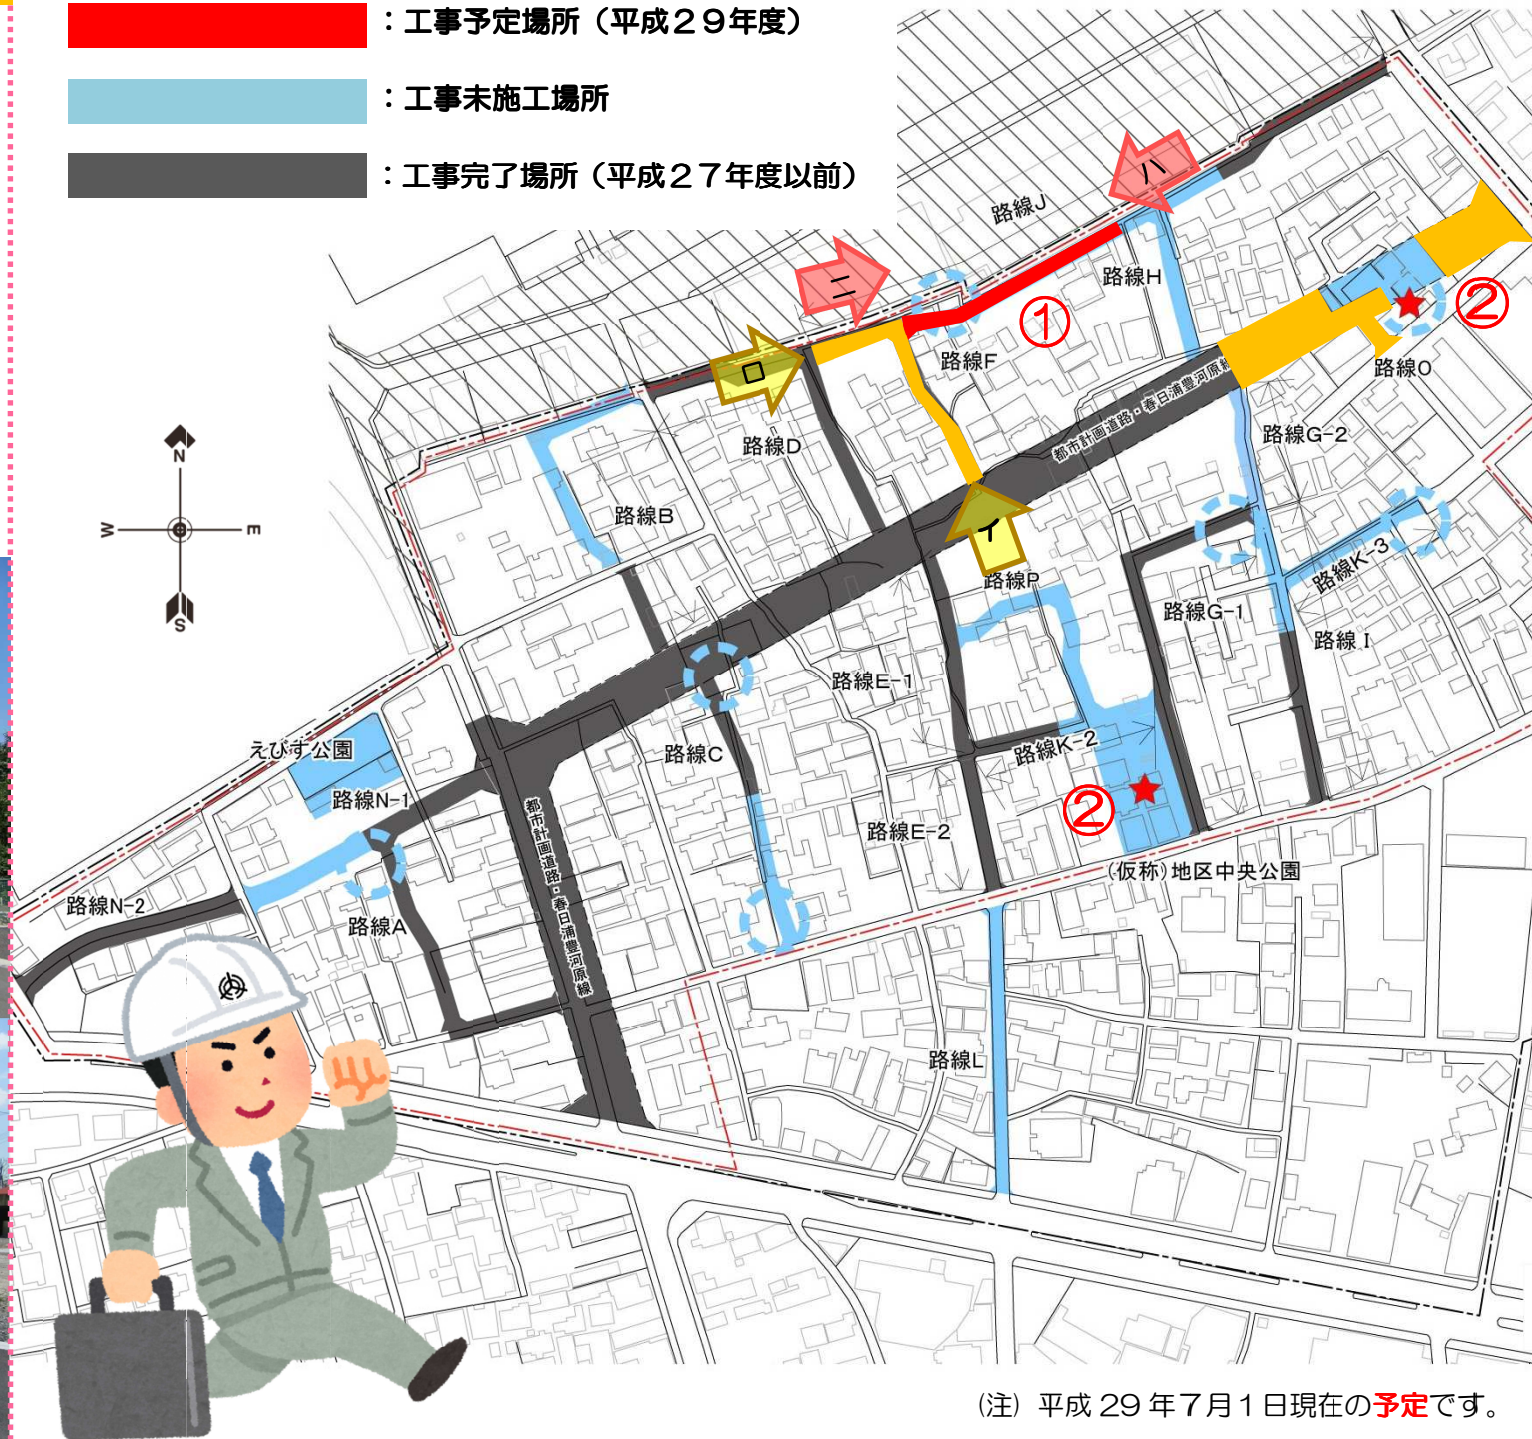 ：工事予定場所（平成２９年度）
：工事未施工場所
：工事完了場所（平成２７年度以前）
ハ
路線J
ニ
路線H
①
②
路線F
路線O
ロ
都市計画道路・春日浦豊河原線
路線D
路線G-2
N
路線B
W
E
イ
路線P
路線K-3
S
路線G-1
路線I
路線E-1
えびす公園
路線C
路線K-2
路線N-1
②
都市計画道路・春日浦豊河原線
路線E-2
(仮称)地区中央公園
路線N-2
路線A
路線L
(注) 平成 29 年７月１日現在の予定です。